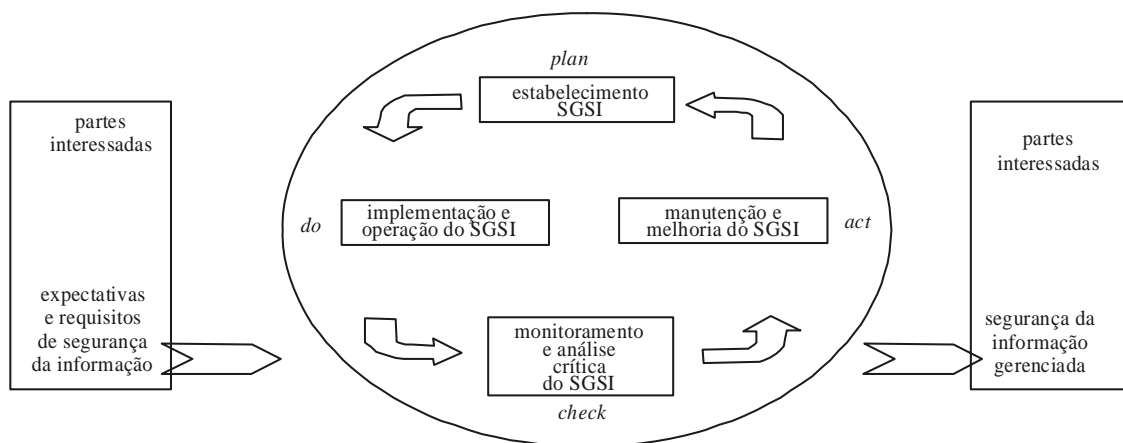 partes
interessadas
expectativas
e requisitos
de segurança
da informação
plan
estabelecimento
SGSI
do
implementação e
operação do SGSI
manutenção e
melhoria do SGSI
act
monitoramento
e análise
crítica
do SGSI
check
partes
interessadas
segurança da
informação
gerenciada